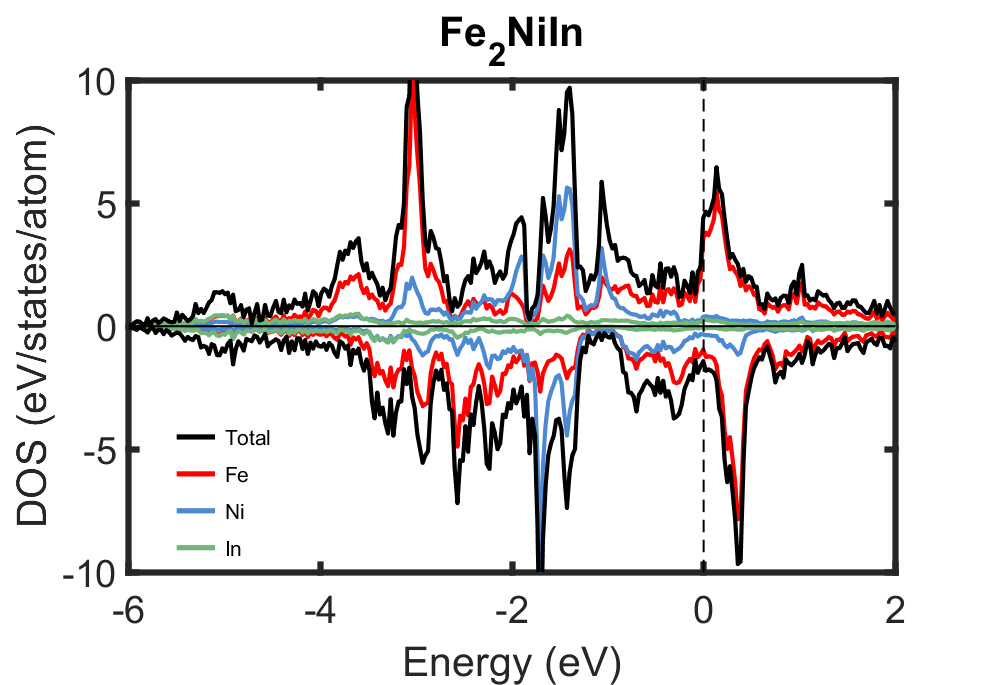 Fe₂NiIn
DOS (eV/states/atom)
10
5
0
-5
-10
Total
Fe
Ni
In
-6 -4 -2 0 2
Energy (eV)